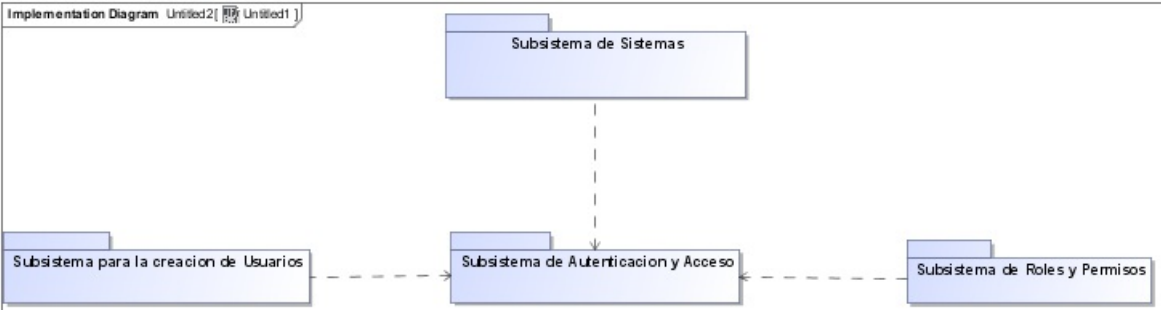 Implementation Diagram Untitled2[ Untitled1 ]
Subsistema de Sistemas
Subsistema para la creacion de Usuarios
Subsistema de Autenticacion y Acceso
Subsistema de Roles y Permisos